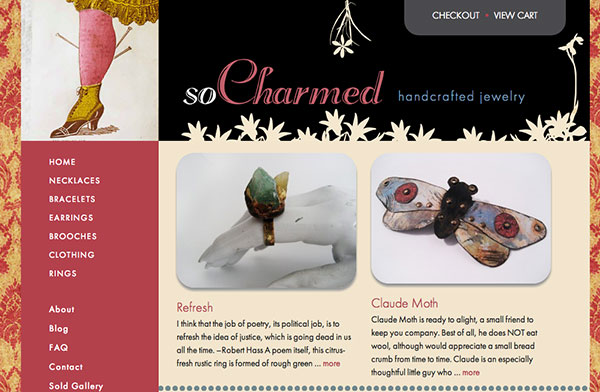 CHECKOUT • VIEW CART
so Charmed handcrafted jewelry
HOME
NECKLACES
BRACELETS
EARRINGS
BROOCHES
CLOTHING
RINGS
About
Blog
FAQ
Contact
Sold Gallery
Refresh
I think that the job of poetry, its political job, is to
refresh the idea of justice, which is going dead in us
all the time. —Robert Hass A poem itself, this citrus-
fresh rustic ring is formed of rough green ... more
Claude Moth
Claude Moth is ready to alight, a small friend to
keep you company. Best of all, he does NOT eat
wool, although would appreciate a small bread
crumb from time to time. Claude is an especially
thoughtful little guy who ... more